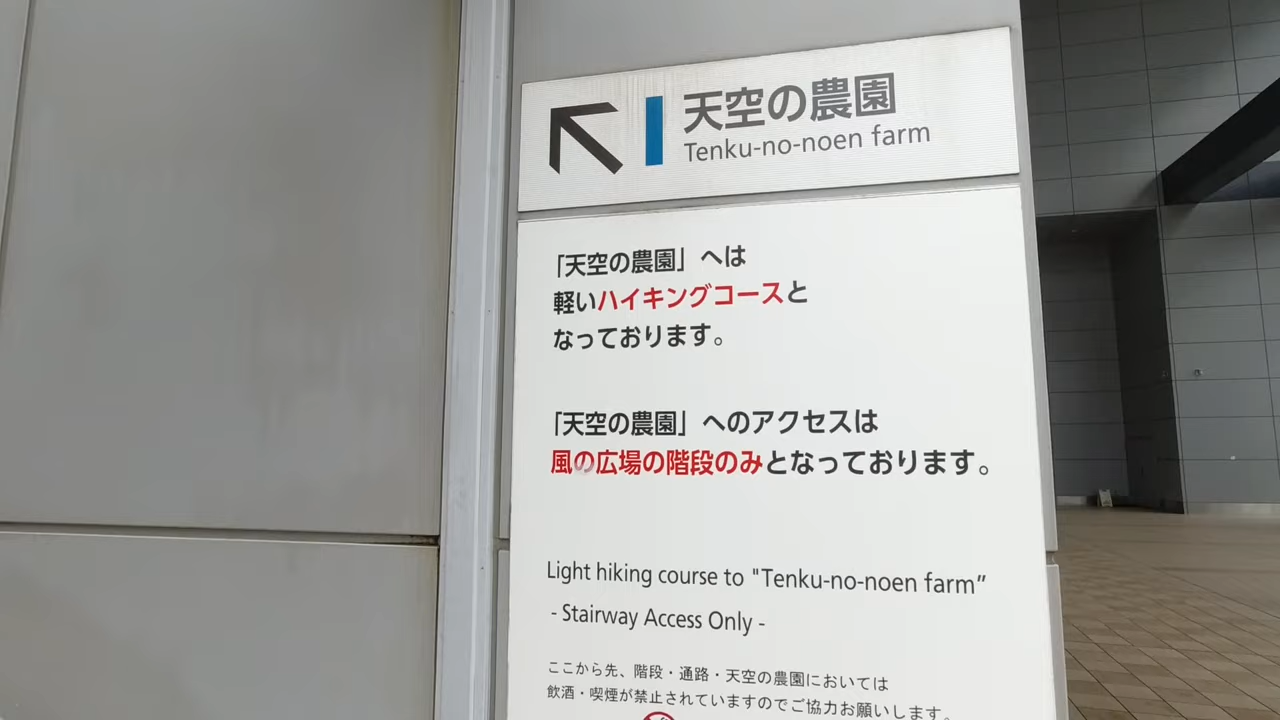 天空の農園
Tenku-no-noen farm
「天空の農園」へは
軽いハイキングコースと
なっております。
「天空の農園」へのアクセスは
風の広場の階段のみとなっております。
Light hiking course to "Tenku-no-noen farm"
- Stairway Access Only -
ここから先、階段・通路・天空の農園においては
飲酒・喫煙が禁止されていますのでご協力お願いします。